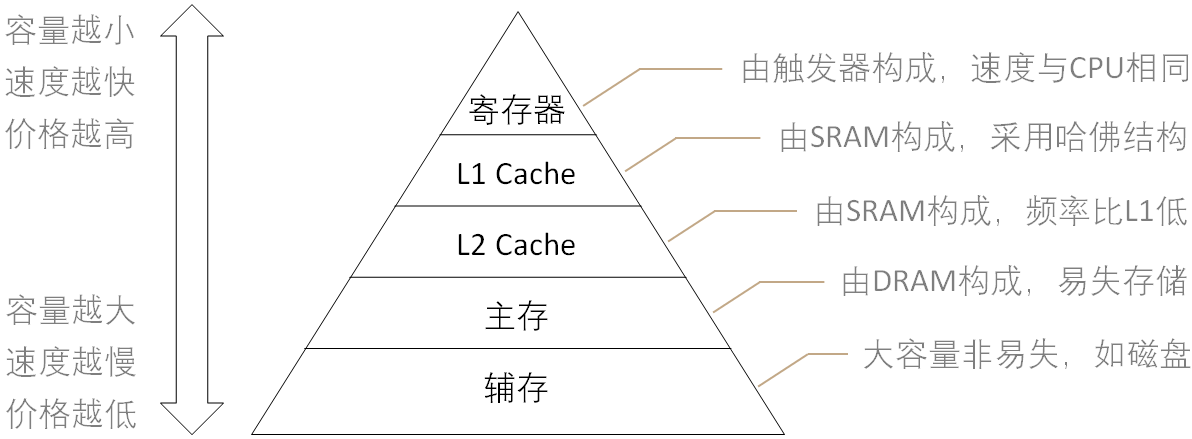 容量越小
速度越快
价格越高
寄存器
由触发器构成，速度与CPU相同
L1 Cache
由SRAM构成，采用哈佛结构
L2 Cache
由SRAM构成，频率比L1低
主存
由DRAM构成，易失存储
辅存
大容量非易失，如磁盘
容量越大
速度越慢
价格越低